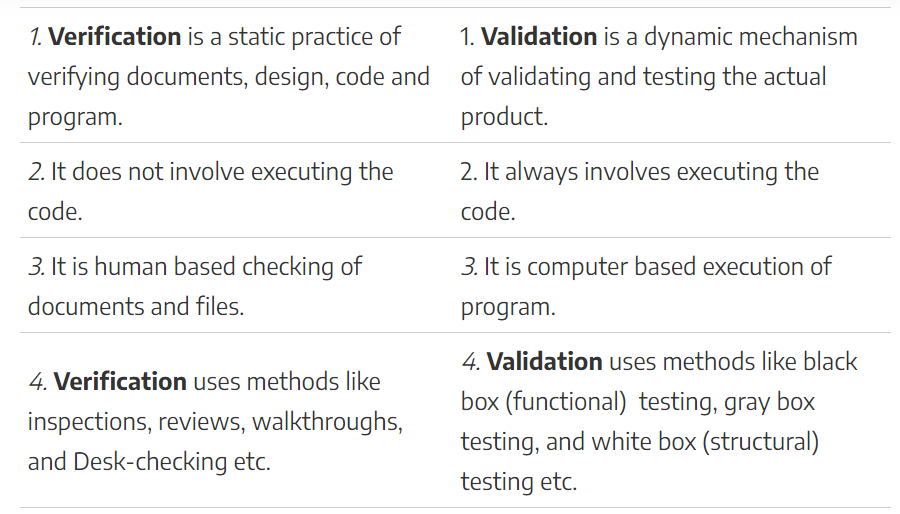 1. Verification is a static practice of
verifying documents, design, code and
program.
1. Validation is a dynamic mechanism
of validating and testing the actual
product.
2. It does not involve executing the
code.
2. It always involves executing the
code.
3. It is human based checking of
documents and files.
3. It is computer based execution of
program.
4. Verification uses methods like
inspections, reviews, walkthroughs,
and Desk-checking etc.
4. Validation uses methods like black
box (functional)  testing, gray box
testing, and white box (structural)
testing etc.